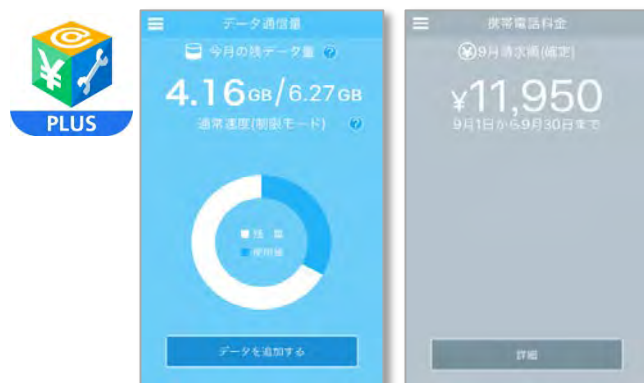 PLUS
データ通信量
今月の残データ量 ?
4.16GB/6.27GB
通常速度(制限モード) ?
残量
使用量
データを追加する
携帯電話料金
¥9月請求額(確定)
¥11,950
9月1日から9月30日まで
詳細